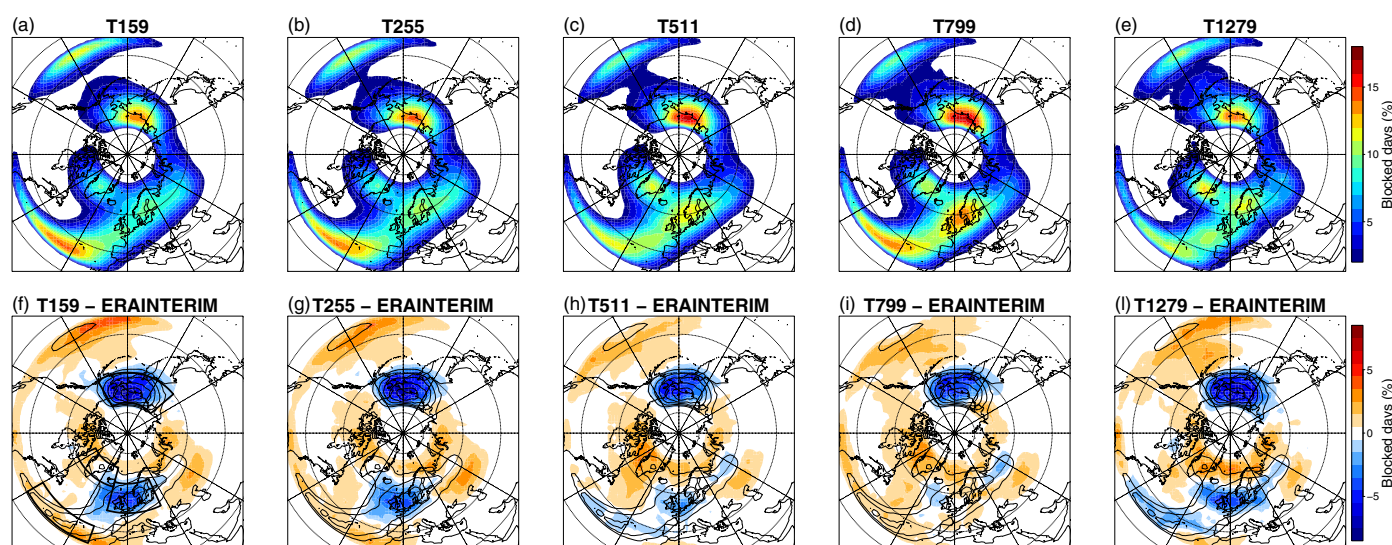 (a) T159
(b) T255
(c) T511
(d) T799
(e) T1279
15
10
5
Blocked days (%)
(f) T159 − ERAINTERIM
(g) T255 − ERAINTERIM
(h) T511 − ERAINTERIM
(i) T799 − ERAINTERIM
(l) T1279 − ERAINTERIM
5
0
−5
Blocked days (%)